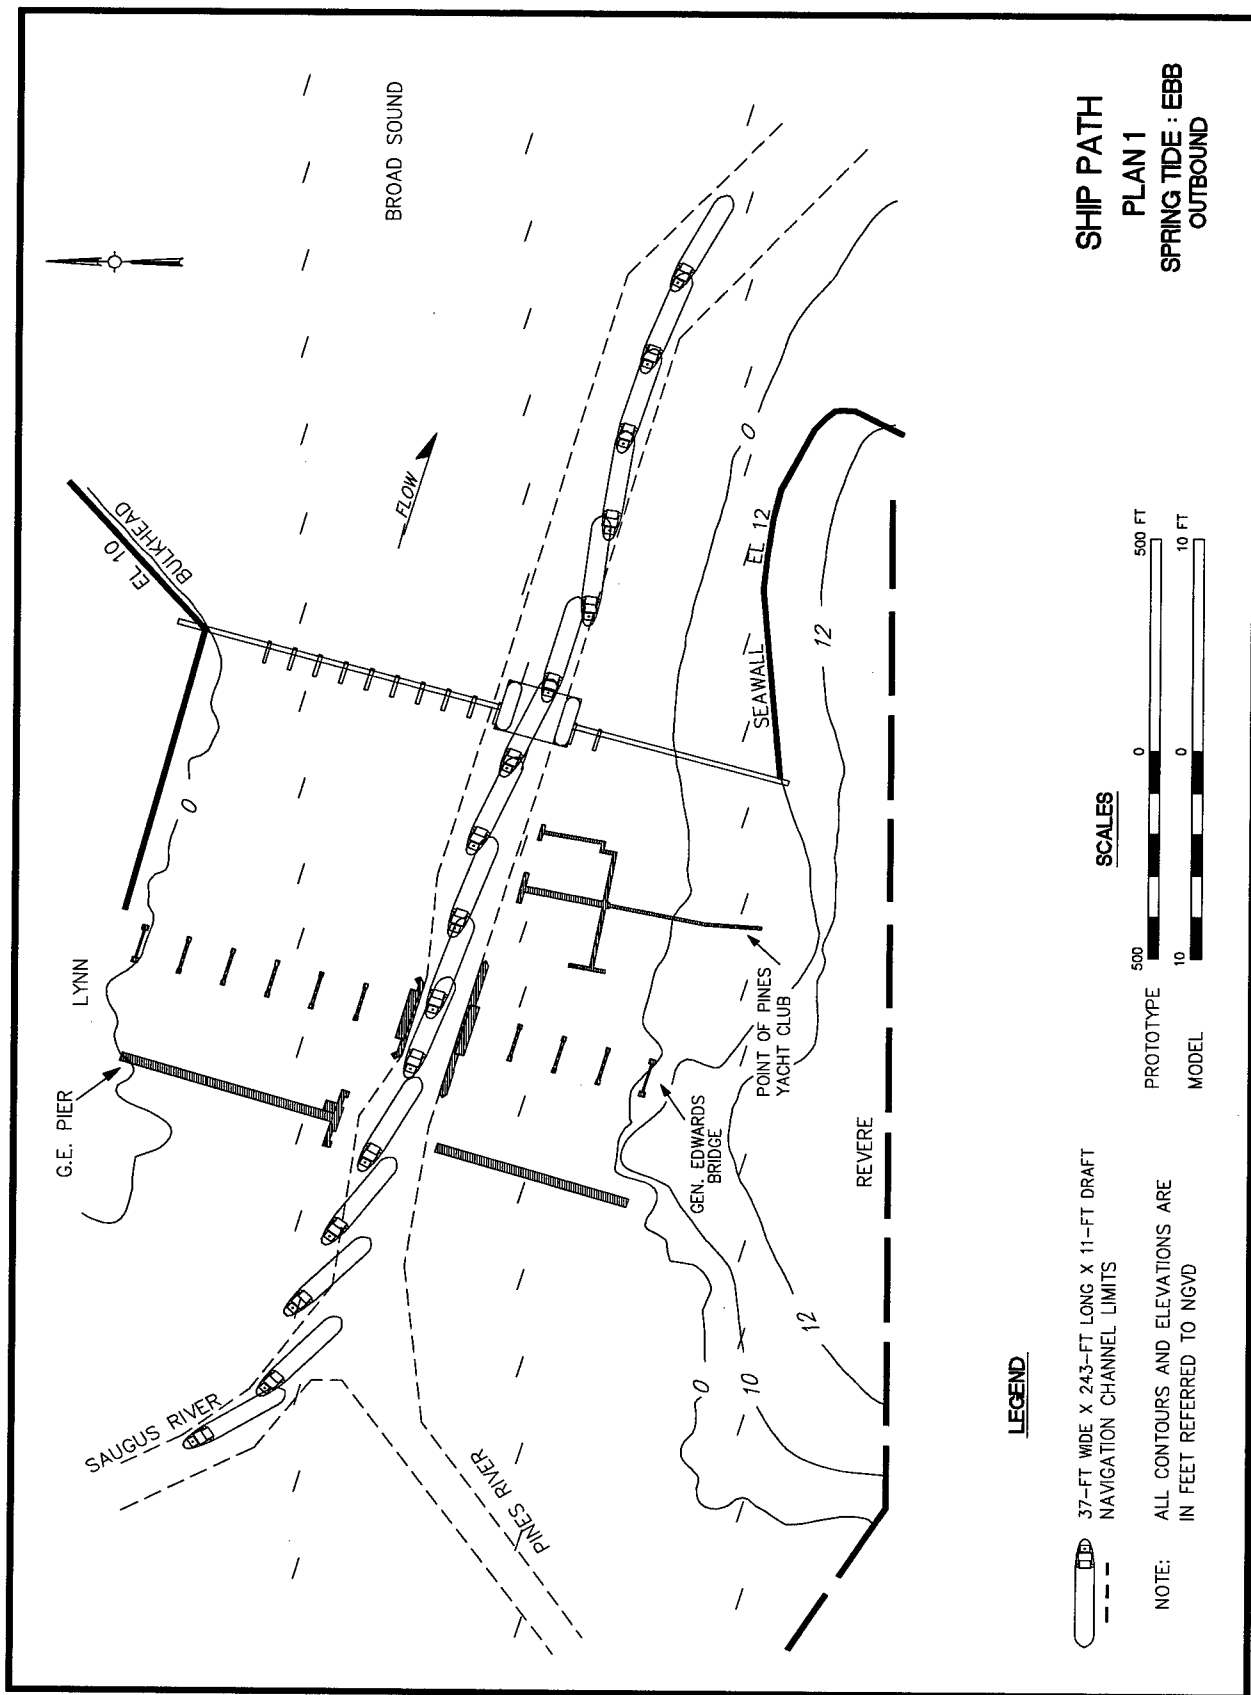 BROAD SOUND
FLOW
EL 10
BULKHEAD
0
LYNN
G.E. PIER
SAUGUS RIVER
PINES RIVER
0
SEAWALL EL 12
12
POINT OF PINES
YACHT CLUB
GEN. EDWARDS
BRIDGE
0
10
12
REVERE
SHIP PATH
PLAN 1
SPRING TIDE : EBB
OUTBOUND
LEGEND
37-FT WIDE X 243-FT LONG X 11-FT DRAFT
NAVIGATION CHANNEL LIMITS
NOTE: ALL CONTOURS AND ELEVATIONS ARE
IN FEET REFERRED TO NGVD
SCALES
PROTOTYPE 500 0 500 FT
MODEL 10 0 10 FT